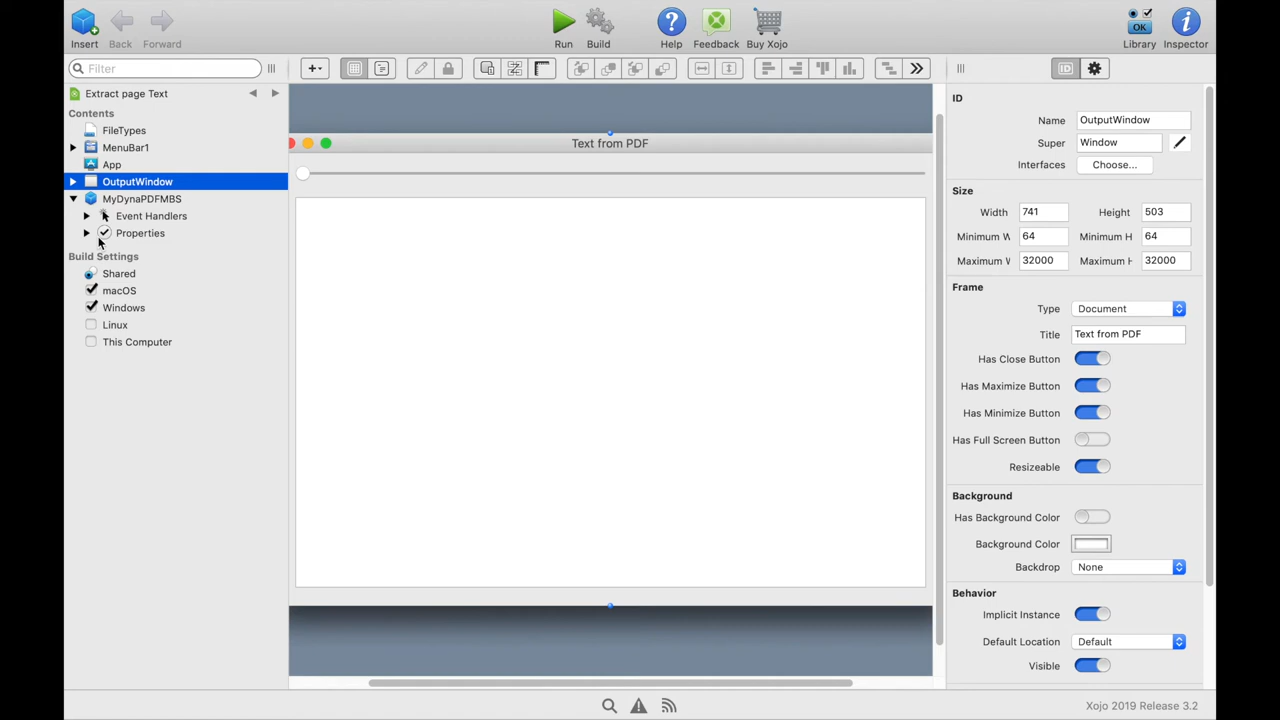 Insert
Back
Forward
Run
Build
Help
Feedback
Buy Xojo
OK
Library
Inspector
Filter
Extract page Text
Contents
FileTypes
MenuBar1
App
OutputWindow
MyDynaPDFMBS
Event Handlers
Properties
Build Settings
Shared
macOS
Windows
Linux
This Computer
Text from PDF
ID
ID
Name OutputWindow
Super Window
Interfaces Choose...
Size
Width 741 Height 503
Minimum W 64 Minimum H 64
Maximum W 32000 Maximum H 32000
Frame
Type Document
Title Text from PDF
Has Close Button
Has Maximize Button
Has Minimize Button
Has Full Screen Button
Resizeable
Background
Has Background Color
Background Color
Backdrop None
Behavior
Implicit Instance
Default Location Default
Visible
Xojo 2019 Release 3.2